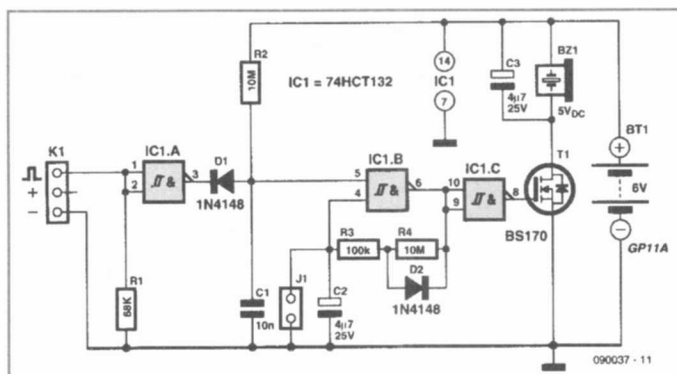 R2
10M
IC1 = 74HCT132
14
IC1
7
C3
4µ7
25V
BZ1
5VDC
BT1
K1
+
−
1
2
IC1.A
&
3
D1
1N4148
IC1.B
5
4
&
6
IC1.C
10
9
&
8
T1
BS170
+
6V
−
GP11A
R1
68K
C1
10n
J1
C2
4µ7
25V
R3
100k
R4
10M
D2
1N4148
090037 - 11